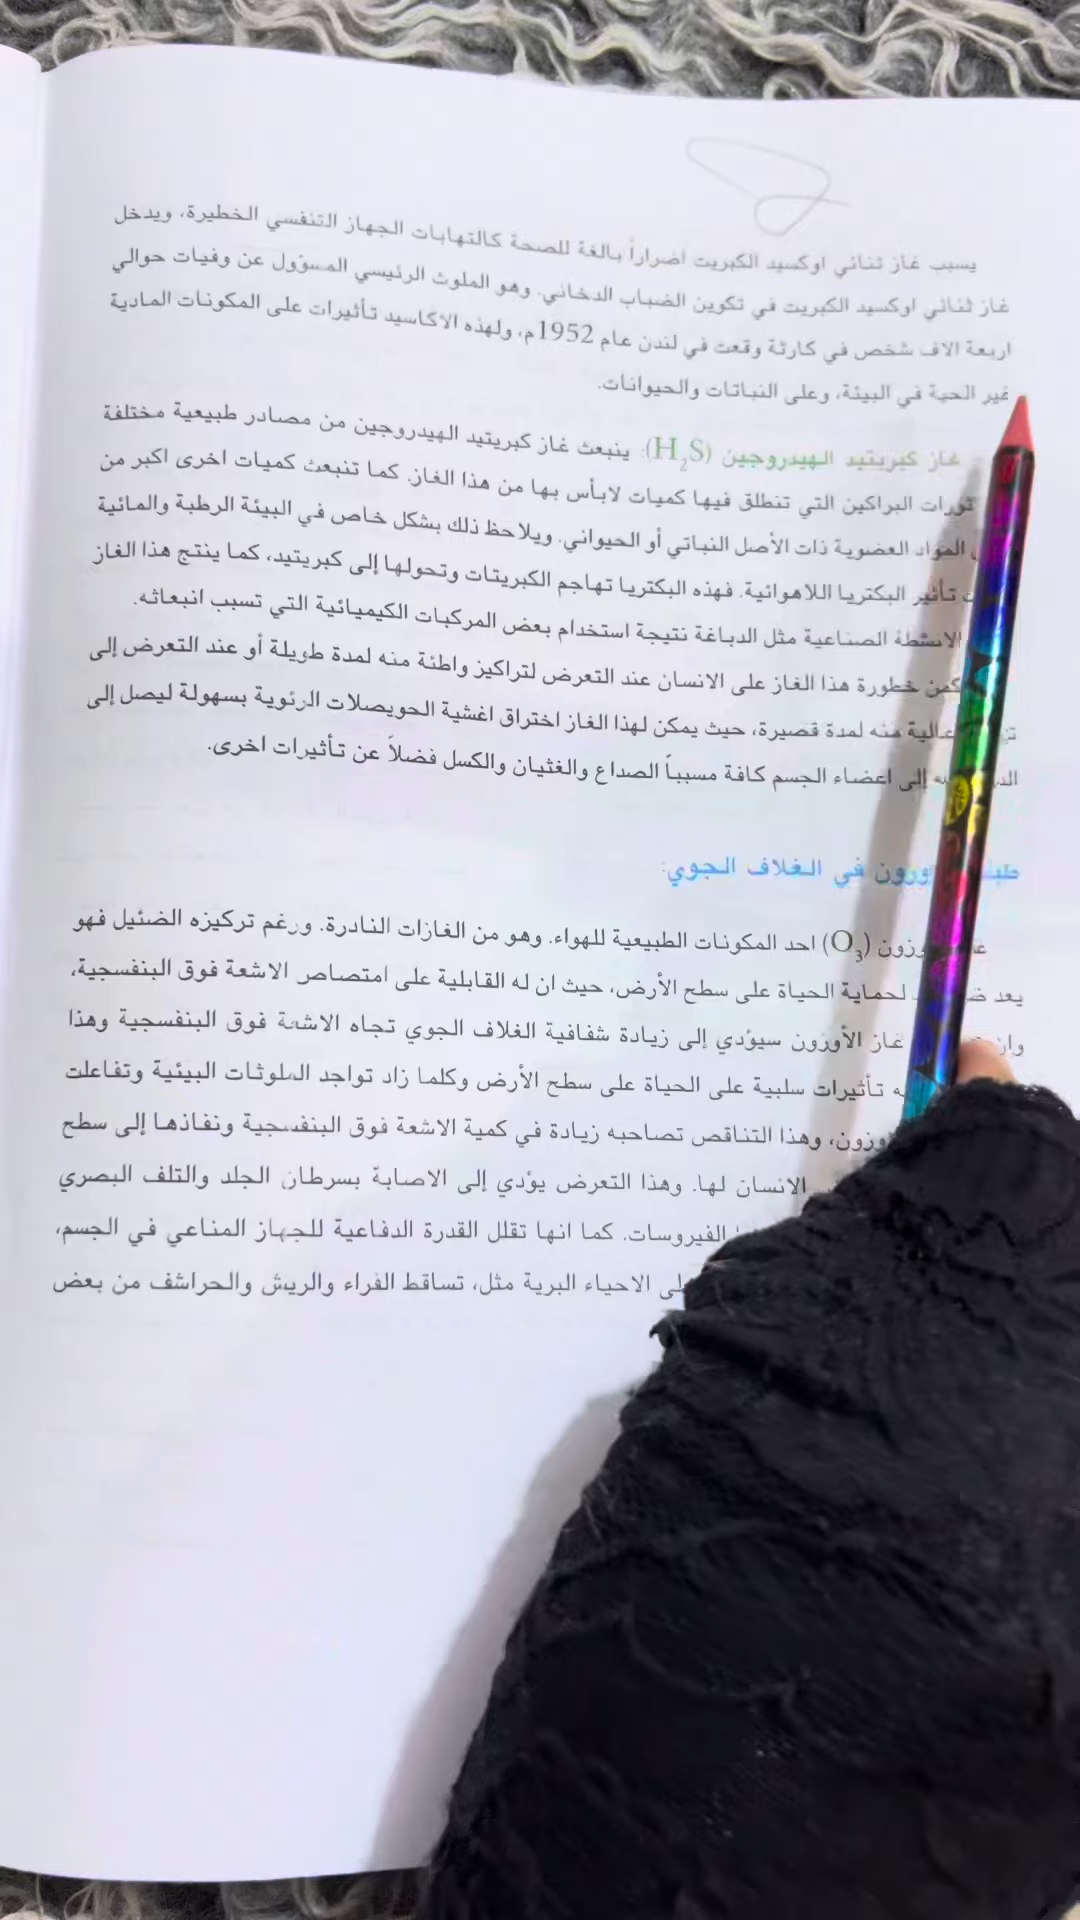 يسبب غاز ثنائي اوكسيد الكبريت اضراراً بالغة للصحة كالتهابات الجهاز التنفسي الخطيرة، ويدخل
غاز ثنائي اوكسيد الكبريت في تكوين الضباب الدخاني. وهو الملوث الرئيسي المسؤول عن وفيات حوالي
اربعة الاف شخص في كارثة وقعت في لندن عام 1952م، ولهذه الاكاسيد تأثيرات على المكونات المادية
غير الحية في البيئة، وعلى النباتات والحيوانات.
غاز كبريتيد الهيدروجين (H₂S): ينبعث غاز كبريتيد الهيدروجين من مصادر طبيعية مختلفة
ثورات البراكين التي تنطلق فيها كميات لابأس بها من هذا الغاز. كما تنبعث كميات اخرى اكبر من
المواد العضوية ذات الأصل النباتي أو الحيواني. ويلاحظ ذلك بشكل خاص في البيئة الرطبة والمائية
تأثير البكتريا اللاهوائية. فهذه البكتريا تهاجم الكبريتات وتحولها إلى كبريتيد، كما ينتج هذا الغاز
الانشطة الصناعية مثل الدباغة نتيجة استخدام بعض المركبات الكيميائية التي تسبب انبعاثه.
خطورة هذا الغاز على الانسان عند التعرض لتراكيز واطئة منه لمدة طويلة أو عند التعرض إلى
عالية منه لمدة قصيرة، حيث يمكن لهذا الغاز اختراق اغشية الحويصلات الرئوية بسهولة ليصل إلى
إلى اعضاء الجسم كافة مسبباً الصداع والغثيان والكسل فضلاً عن تأثيرات اخرى.
في الغلاف الجوي:
(O₃) احد المكونات الطبيعية للهواء. وهو من الغازات النادرة. ورغم تركيزه الضئيل فهو
يعد لحماية الحياة على سطح الأرض، حيث ان له القابلية على امتصاص الاشعة فوق البنفسجية،
وان غاز الأوزون سيؤدي إلى زيادة شفافية الغلاف الجوي تجاه الاشعة فوق البنفسجية وهذا
تأثيرات سلبية على الحياة على سطح الأرض وكلما زاد تواجد الملوثات البيئية وتفاعلت
وهذا التناقص تصاحبه زيادة في كمية الاشعة فوق البنفسجية ونفاذها إلى سطح
الانسان لها. وهذا التعرض يؤدي إلى الاصابة بسرطان الجلد والتلف البصري
الفيروسات. كما انها تقلل القدرة الدفاعية للجهاز المناعي في الجسم،
الاحياء البرية مثل، تساقط الفراء والريش والحراشف من بعض